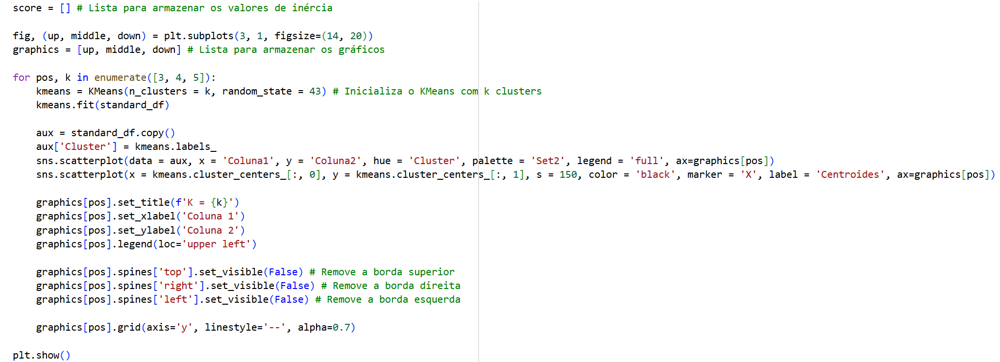 score = [] # Lista para armazenar os valores de inércia
fig, (up, middle, down) = plt.subplots(3, 1, figsize=(14, 20))
graphics = [up, middle, down] # Lista para armazenar os gráficos
for pos, k in enumerate([3, 4, 5]):
    kmeans = KMeans(n_clusters = k, random_state = 43) # Inicializa o KMeans com k clusters
    kmeans.fit(standard_df)
    aux = standard_df.copy()
    aux['Cluster'] = kmeans.labels_
    sns.scatterplot(data = aux, x = 'Coluna1', y = 'Coluna2', hue = 'Cluster', palette = 'Set2', legend = 'full', ax=graphics[pos])
    sns.scatterplot(x = kmeans.cluster_centers_[:, 0], y = kmeans.cluster_centers_[:, 1], s = 150, color = 'black', marker = 'X', label = 'Centroides', ax=graphics[pos])
    graphics[pos].set_title(f'K = {k}')
    graphics[pos].set_xlabel('Coluna 1')
    graphics[pos].set_ylabel('Coluna 2')
    graphics[pos].legend(loc='upper left')
    graphics[pos].spines['top'].set_visible(False) # Remove a borda superior
    graphics[pos].spines['right'].set_visible(False) # Remove a borda direita
    graphics[pos].spines['left'].set_visible(False) # Remove a borda esquerda
    graphics[pos].grid(axis='y', linestyle='--', alpha=0.7)
plt.show()